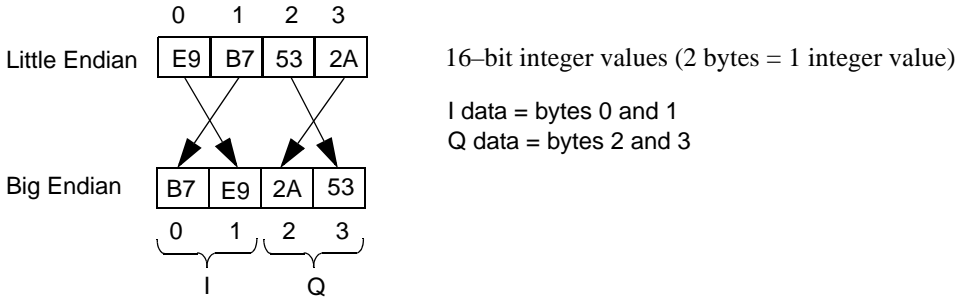 0 1 2 3
Little Endian E9 B7 53 2A
16–bit integer values (2 bytes = 1 integer value)
I data = bytes 0 and 1
Q data = bytes 2 and 3
Big Endian B7 E9 2A 53
0 1 2 3
I Q